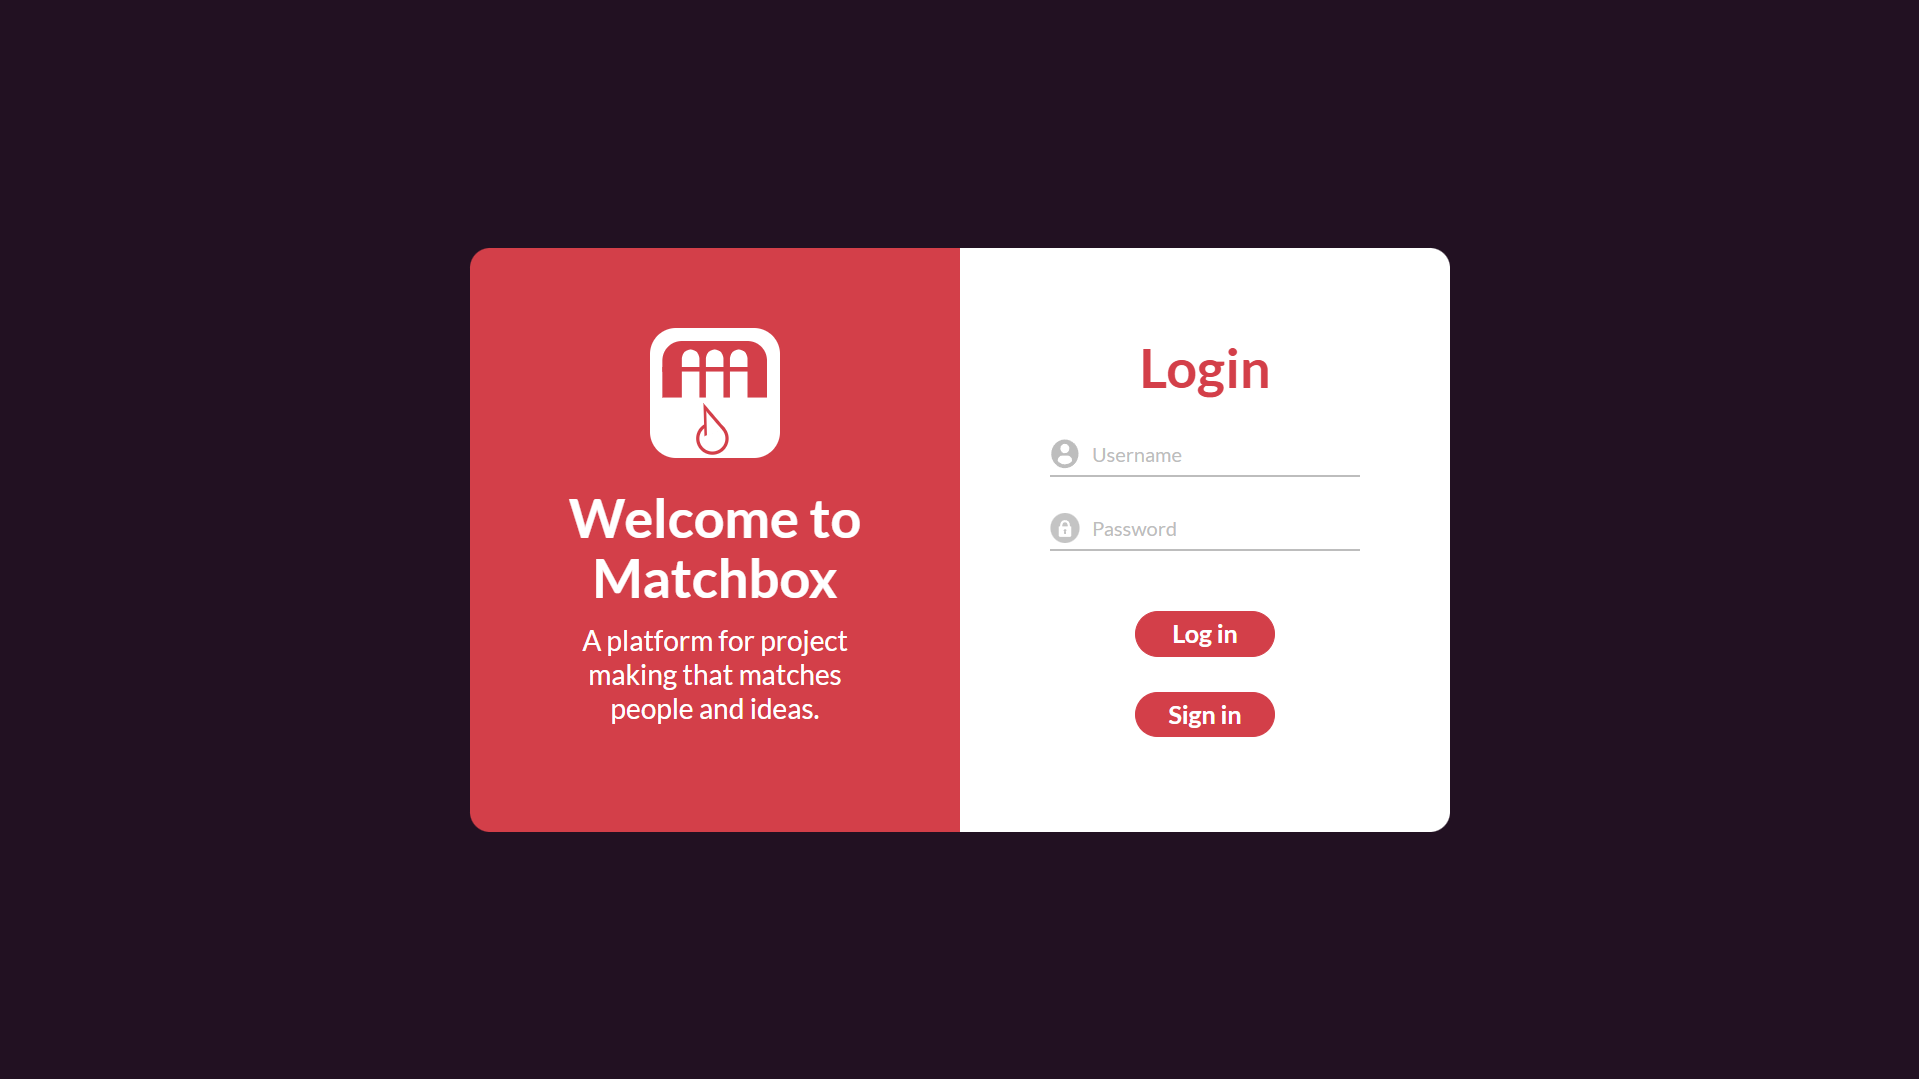 Welcome to
Matchbox
A platform for project
making that matches
people and ideas.
Login
Username
Password
Log in
Sign in